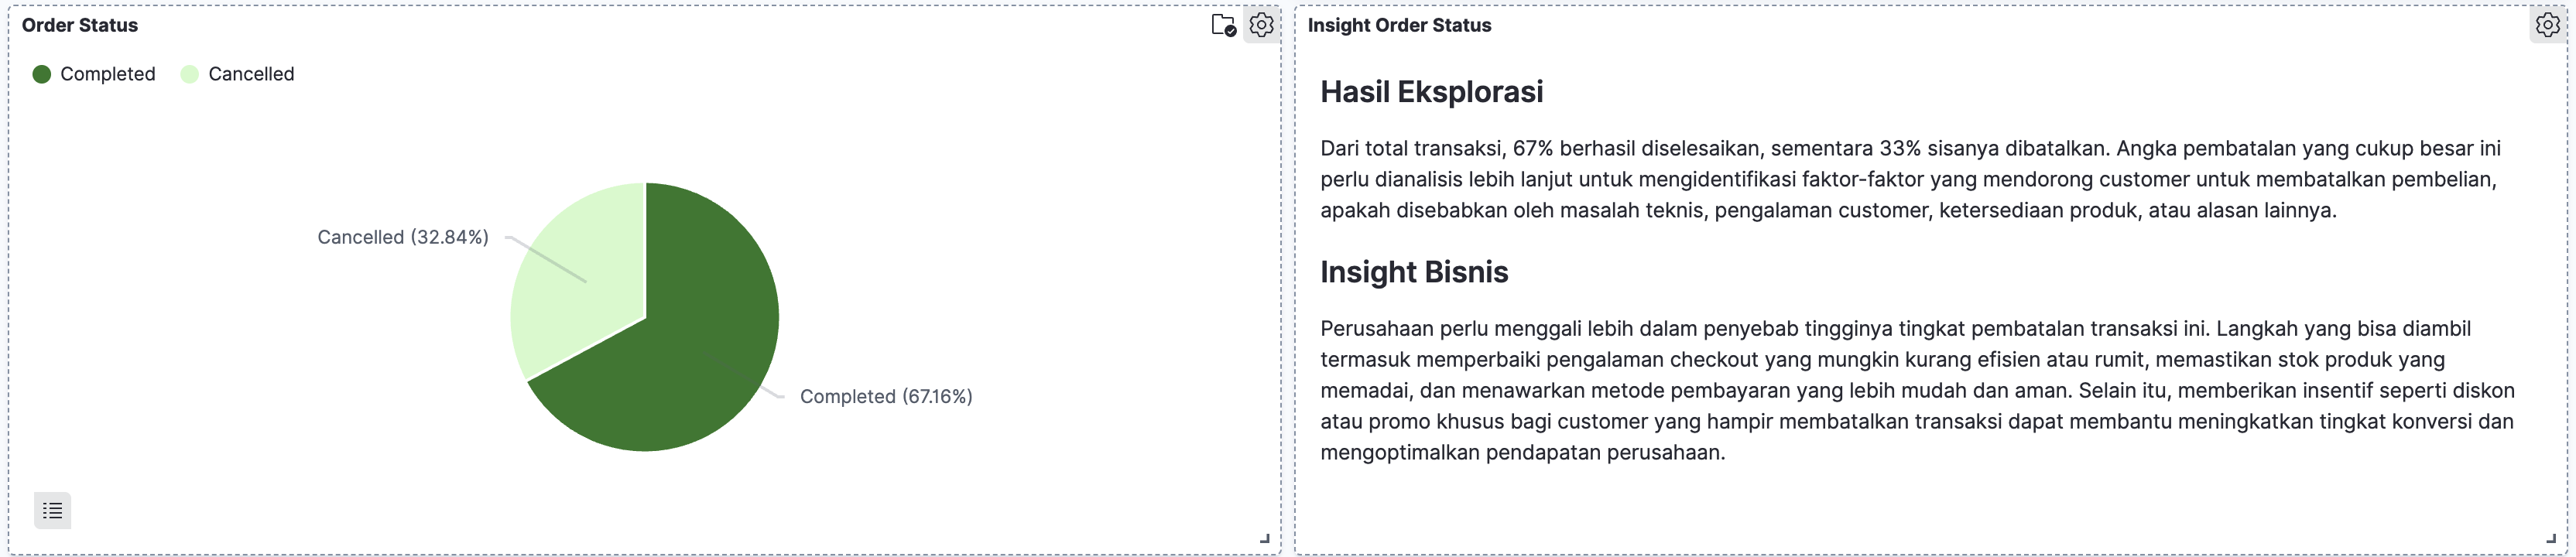 Order Status
Completed
Cancelled
Cancelled (32.84%)
Completed (67.16%)
Insight Order Status
Hasil Eksplorasi
Dari total transaksi, 67% berhasil diselesaikan, sementara 33% sisanya dibatalkan. Angka pembatalan yang cukup besar ini
perlu dianalisis lebih lanjut untuk mengidentifikasi faktor-faktor yang mendorong customer untuk membatalkan pembelian,
apakah disebabkan oleh masalah teknis, pengalaman customer, ketersediaan produk, atau alasan lainnya.
Insight Bisnis
Perusahaan perlu menggali lebih dalam penyebab tingginya tingkat pembatalan transaksi ini. Langkah yang bisa diambil
termasuk memperbaiki pengalaman checkout yang mungkin kurang efisien atau rumit, memastikan stok produk yang
memadai, dan menawarkan metode pembayaran yang lebih mudah dan aman. Selain itu, memberikan insentif seperti diskon
atau promo khusus bagi customer yang hampir membatalkan transaksi dapat membantu meningkatkan tingkat konversi dan
mengoptimalkan pendapatan perusahaan.